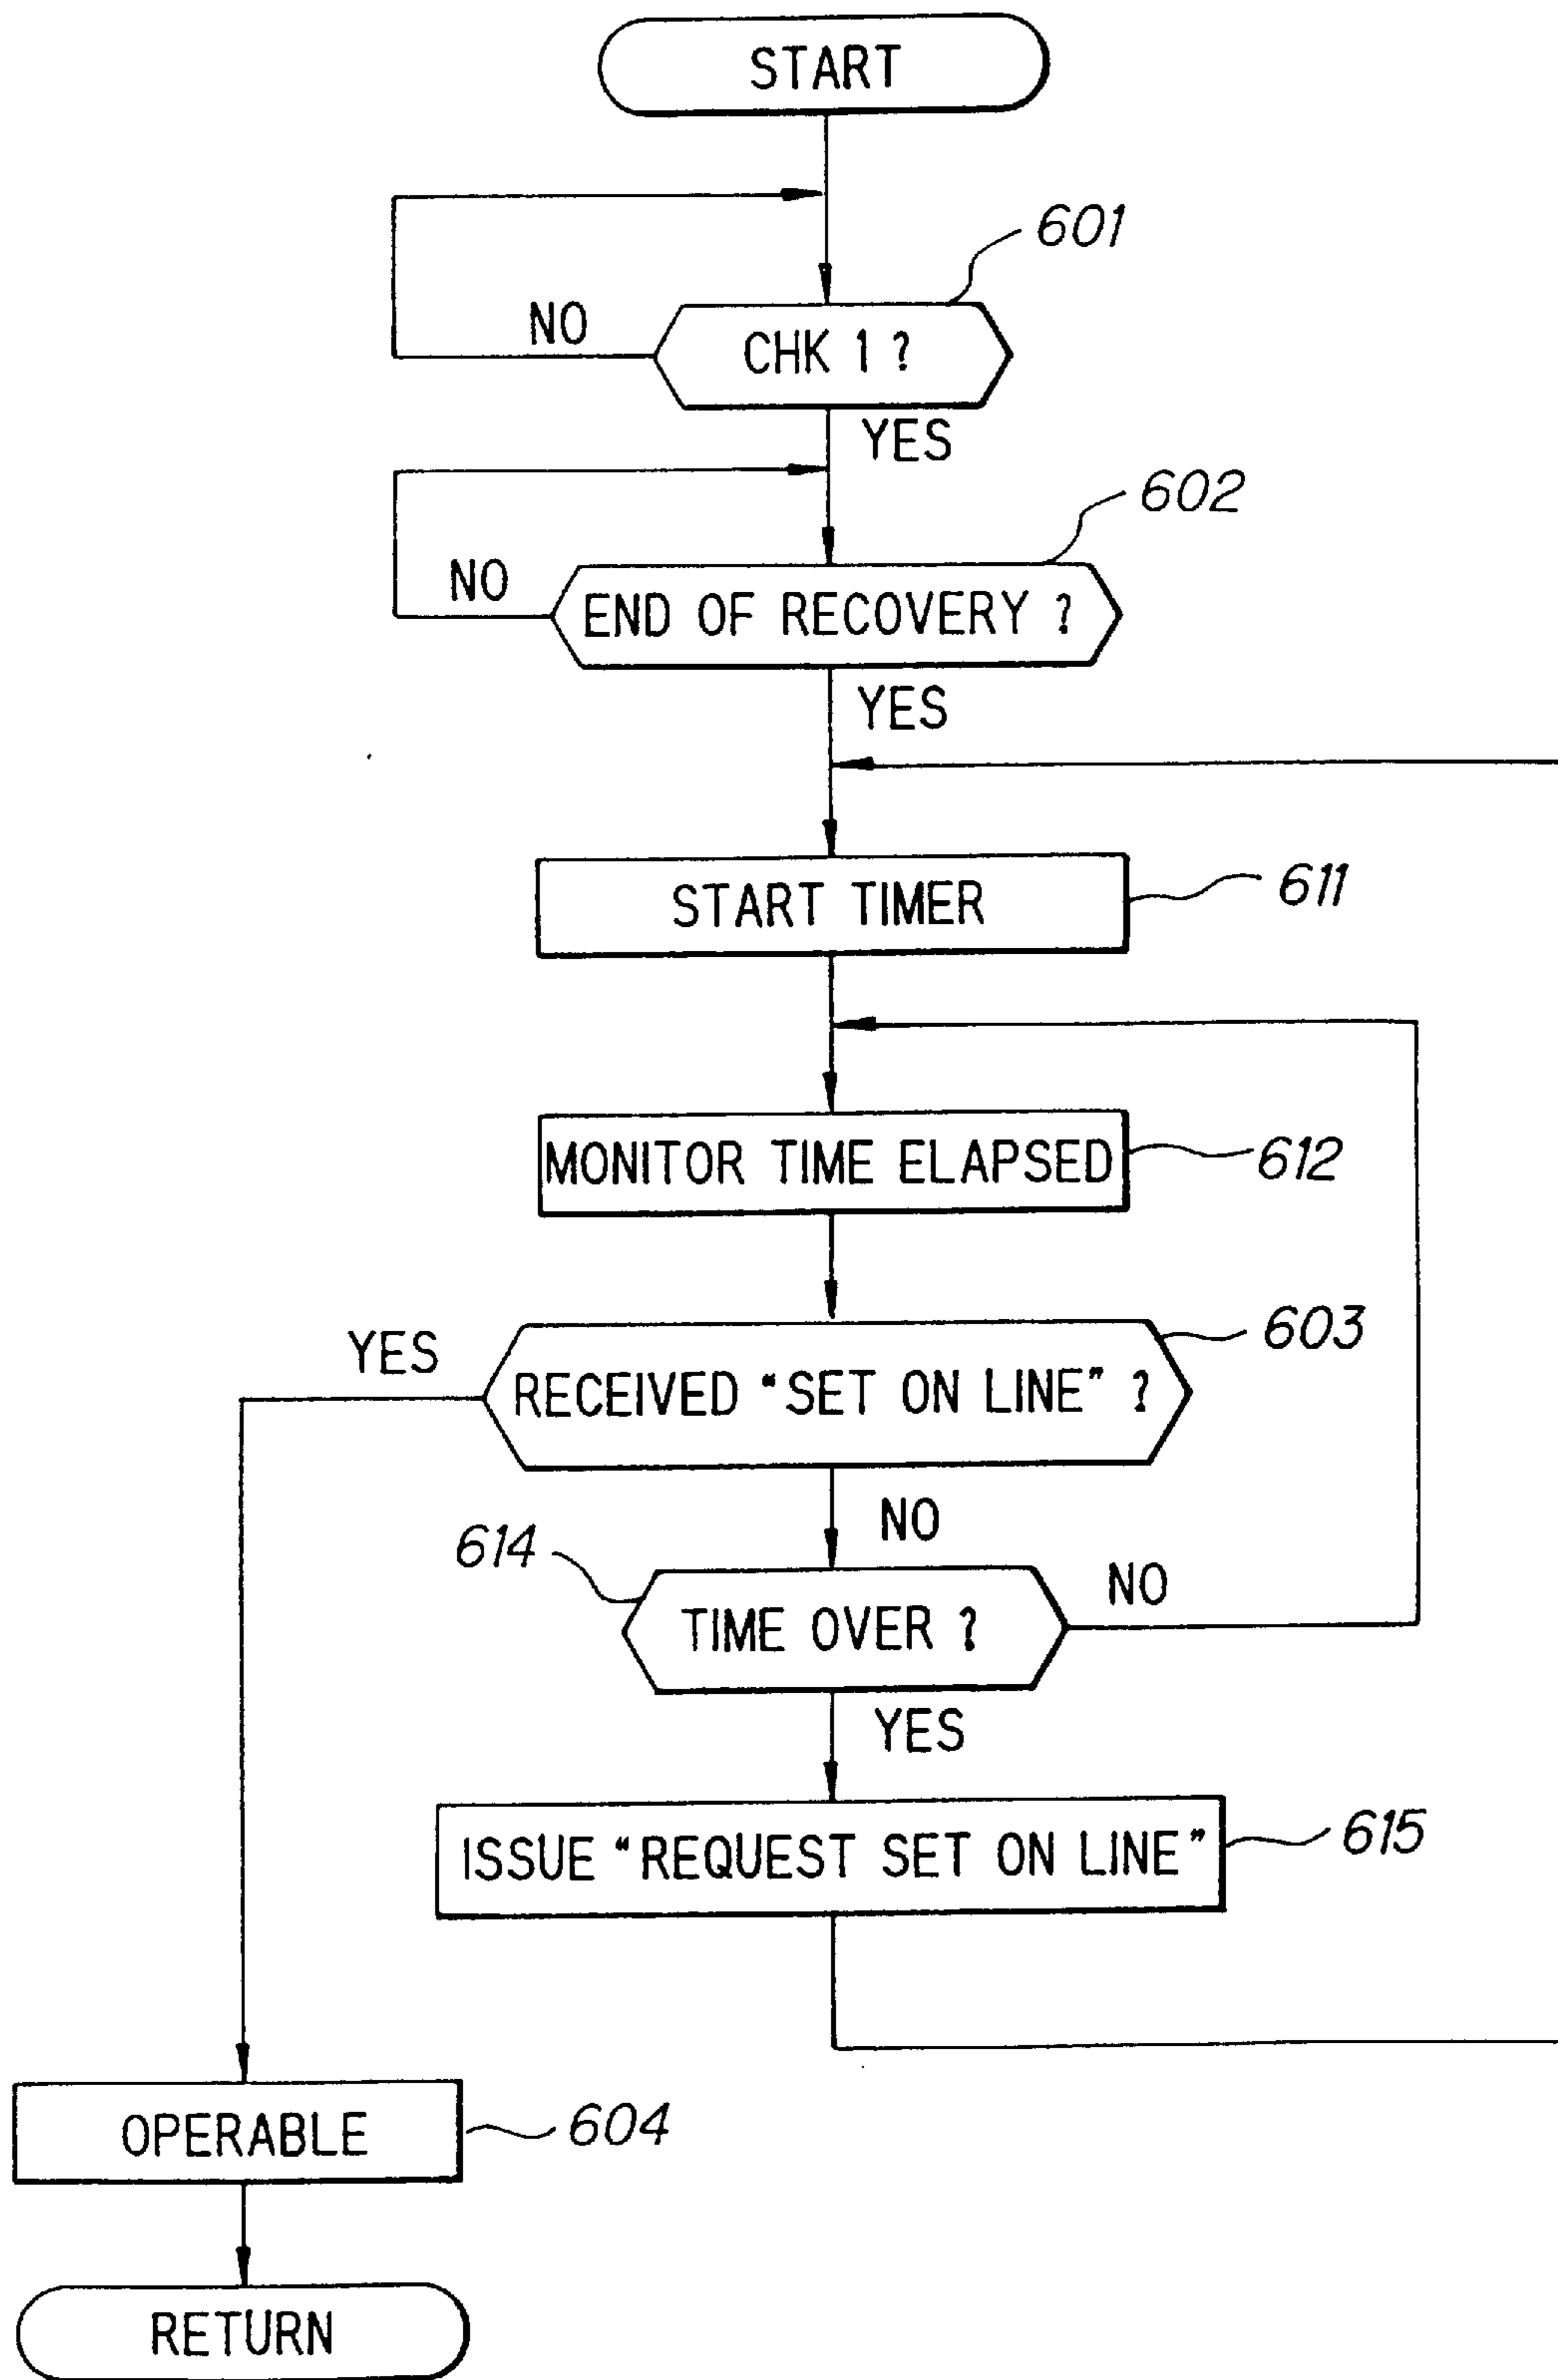 START
601
NO
CHK 1 ?
YES
602
NO
END OF RECOVERY ?
YES
START TIMER
611
MONITOR TIME ELAPSED
612
YES
603
RECEIVED “SET ON LINE” ?
NO
614
NO
TIME OVER ?
YES
ISSUE “REQUEST SET ON LINE”
615
OPERABLE
604
RETURN